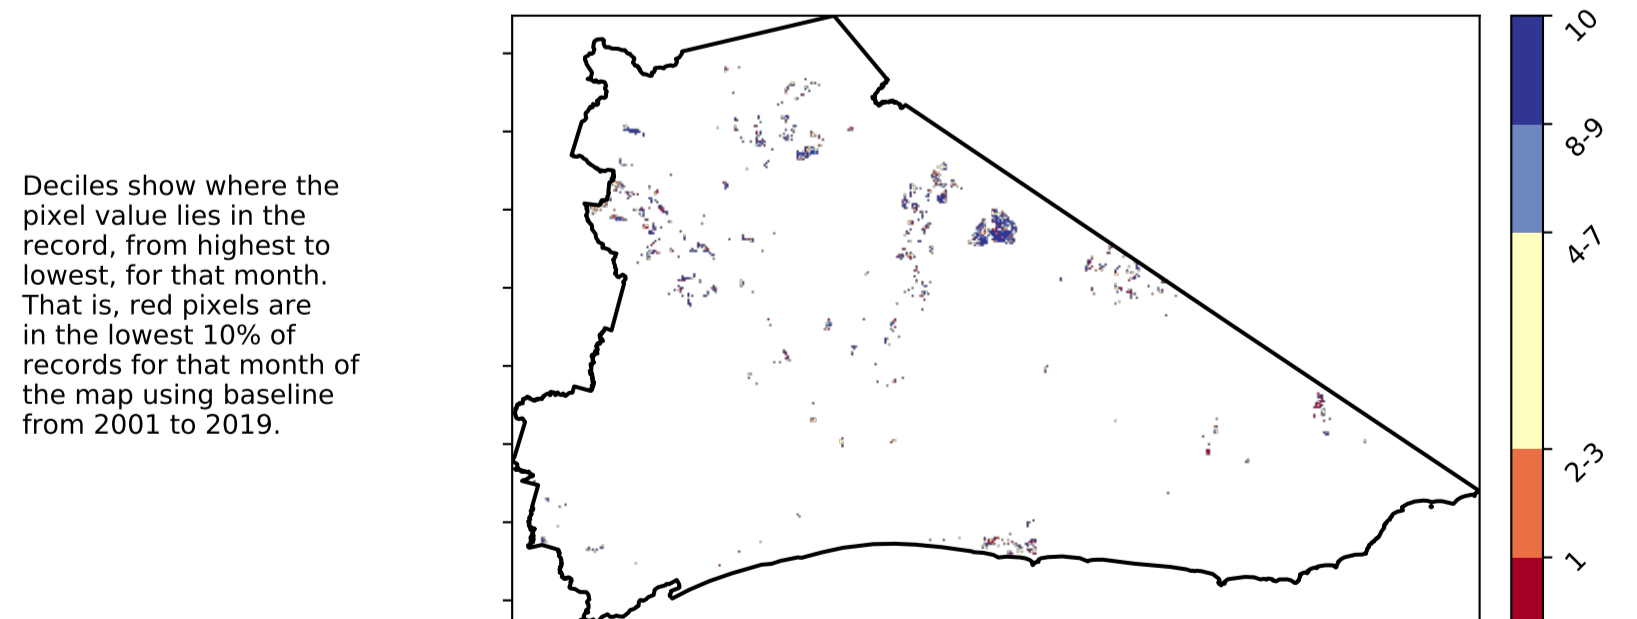 Deciles show where the
pixel value lies in the
record, from highest to
lowest, for that month.
That is, red pixels are
in the lowest 10% of
records for that month of
the map using baseline
from 2001 to 2019.
10
8-9
4-7
2-3
1